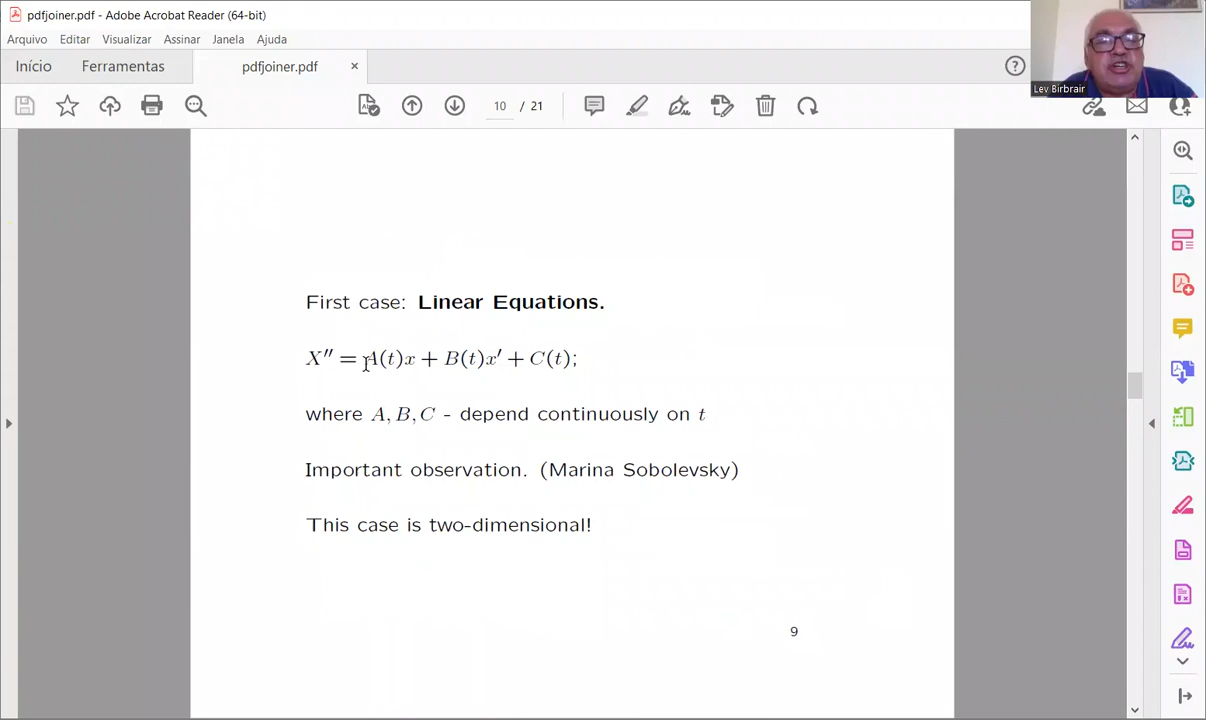 pdfjoiner.pdf - Adobe Acrobat Reader (64-bit)
Arquivo Editar Visualizar Assinar Janela Ajuda
Início Ferramentas pdfjoiner.pdf ×
10 / 21
Lev Birbrair
First case: Linear Equations.
X′′ = A(t)x + B(t)x′ + C(t);
where A, B, C - depend continuously on t
Important observation. (Marina Sobolevsky)
This case is two-dimensional!
9